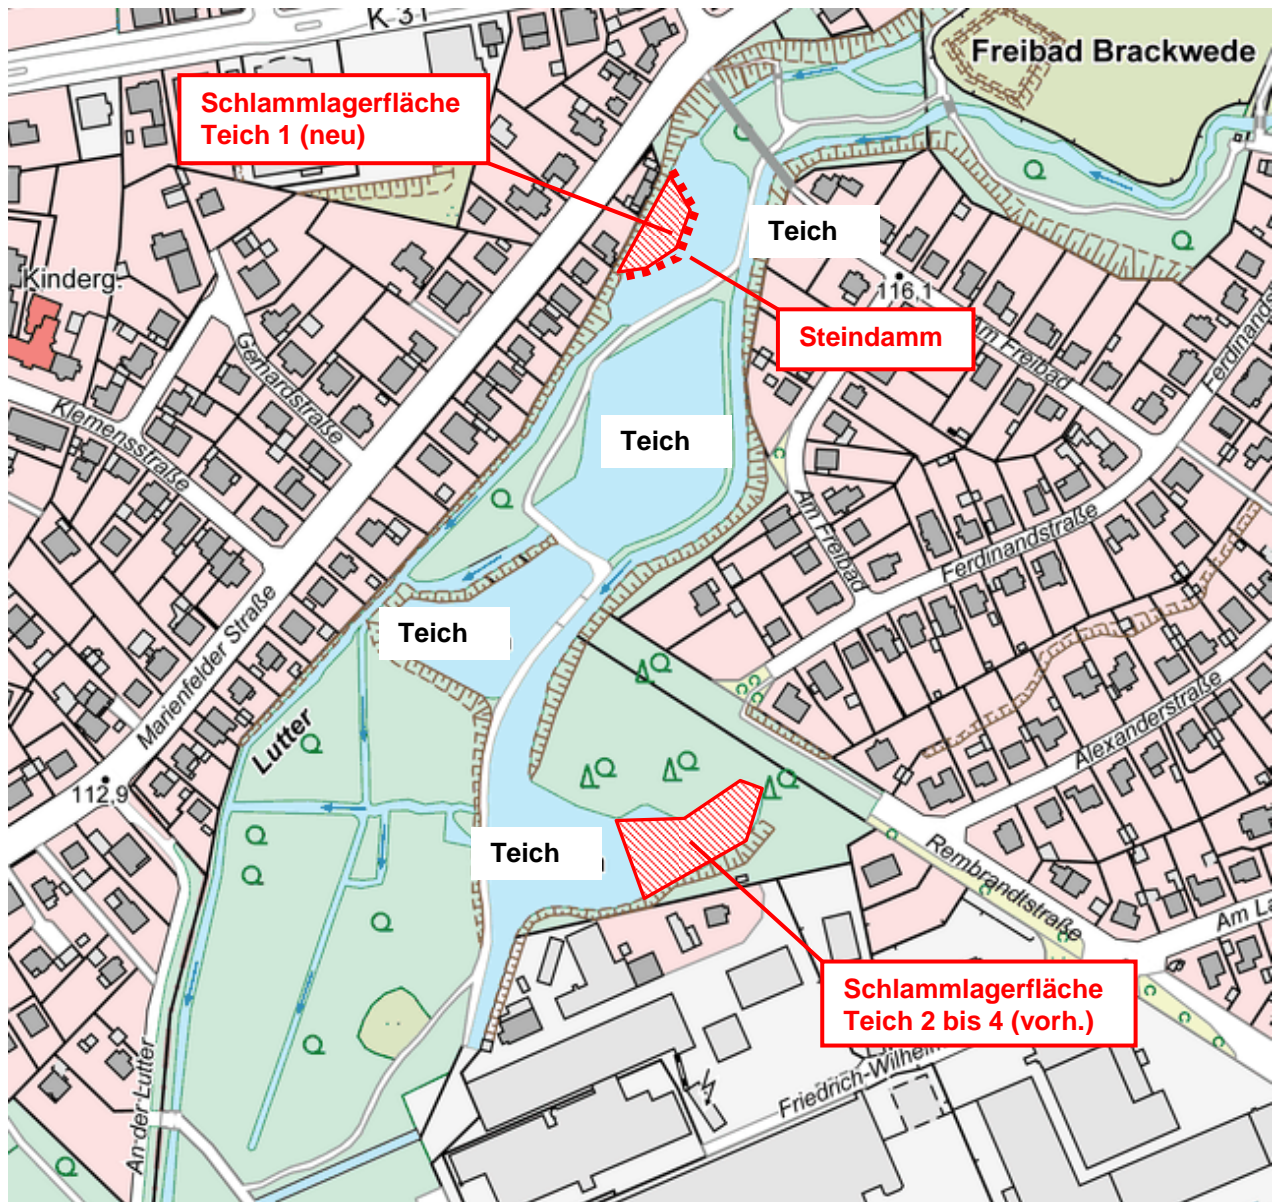 K 31
Freibad Brackwede
Schlammlagerfläche
Teich 1 (neu)
Teich
Kinderg.
116,1
Steindamm
Am Freibad
Ferdinand
Gerhardstraße
Klemensstraße
Teich
Am Freibad
Ferdinandstraße
Teich
Marienfelder Straße
Lutter
Alexanderstraße
112,9
Teich
Rembrandtstraße
Am La
Schlammlagerfläche
Teich 2 bis 4 (vorh.)
An der Lutter
Friedrich-Wilhelm